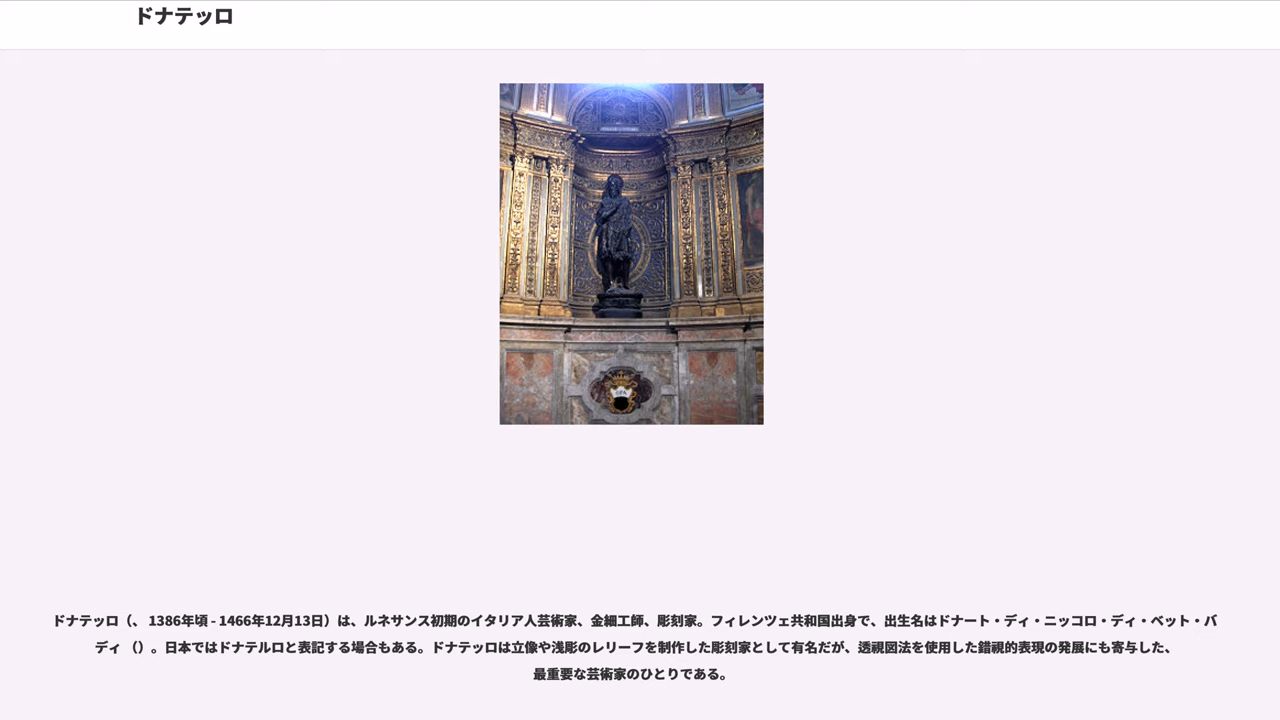 ドナテッロ
ドナテッロ（、 1386年頃 - 1466年12月13日）は、ルネサンス初期のイタリア人芸術家、金細工師、彫刻家。フィレンツェ共和国出身で、出生名はドナート・ディ・ニッコロ・ディ・ベット・バ
ディ （）。日本ではドナテルロと表記する場合もある。ドナテッロは立像や浅彫のレリーフを制作した彫刻家として有名だが、透視図法を使用した錯視的表現の発展にも寄与した、
最重要な芸術家のひとりである。